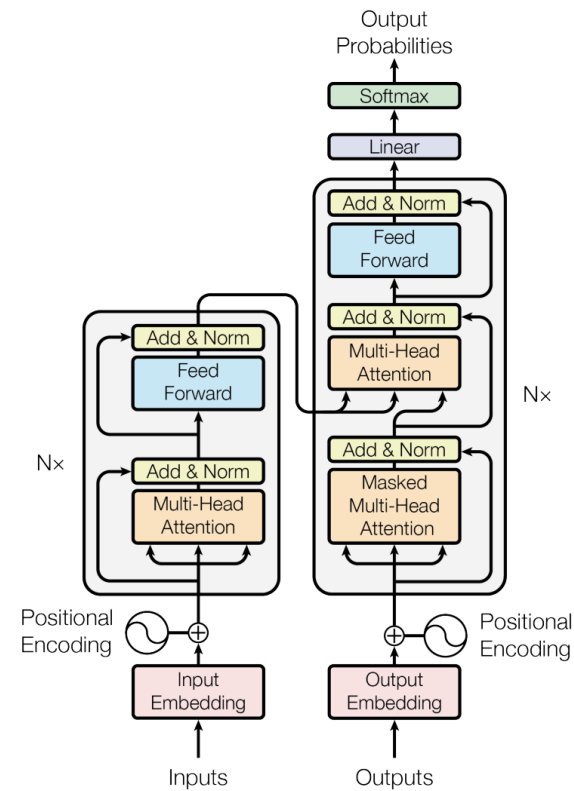 Output
Probabilities
Softmax
Linear
Add & Norm
Feed
Forward
Add & Norm
Multi-Head
Attention
Add & Norm
Masked
Multi-Head
Attention
N×
Add & Norm
Feed
Forward
Add & Norm
Multi-Head
Attention
N×
Positional
Encoding
Positional
Encoding
Input
Embedding
Output
Embedding
Inputs
Outputs